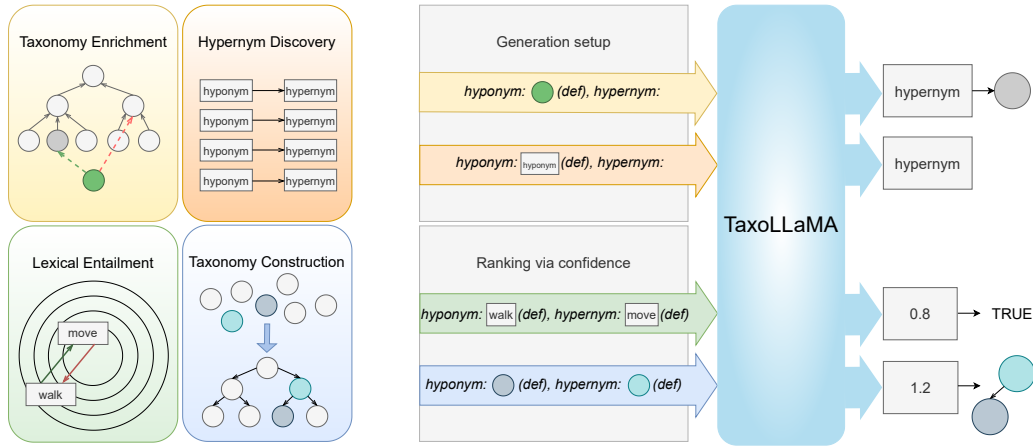 Taxonomy Enrichment
Hypernym Discovery
hyponym hypernym
hyponym hypernym
hyponym hypernym
hyponym hypernym
Lexical Entailment
move
walk
Taxonomy Construction
Generation setup
hyponym: (def), hypernym:
hyponym: hyponym (def), hypernym:
Ranking via confidence
hyponym: walk (def), hypernym: move (def)
hyponym: (def), hypernym: (def)
TaxoLLaMA
hypernym
hypernym
0.8
TRUE
1.2